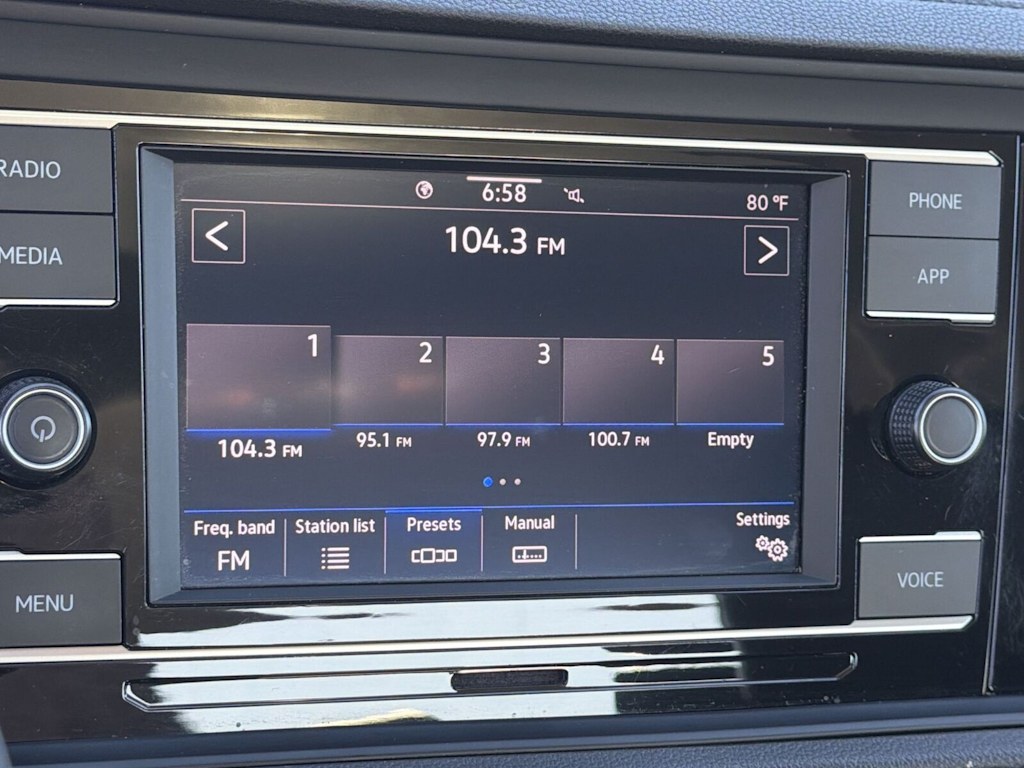 RADIO
MEDIA
MENU
6:58
80 °F
<
104.3 FM
>
1
2
3
4
5
104.3 FM
95.1 FM
97.9 FM
100.7 FM
Empty
Freq. band
FM
Station list
Presets
Manual
Settings
PHONE
APP
VOICE